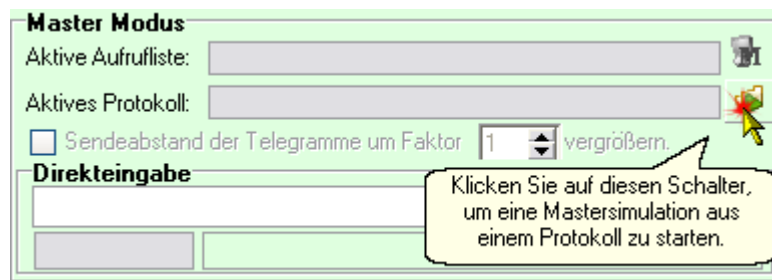 Master Modus
Aktive Aufrufliste:
Aktives Protokoll:
Sendeabstand der Telegramme um Faktor 1 vergrößern.
Direkteingabe
Klicken Sie auf diesen Schalter,
um eine Mastersimulation aus
einem Protokoll zu starten.